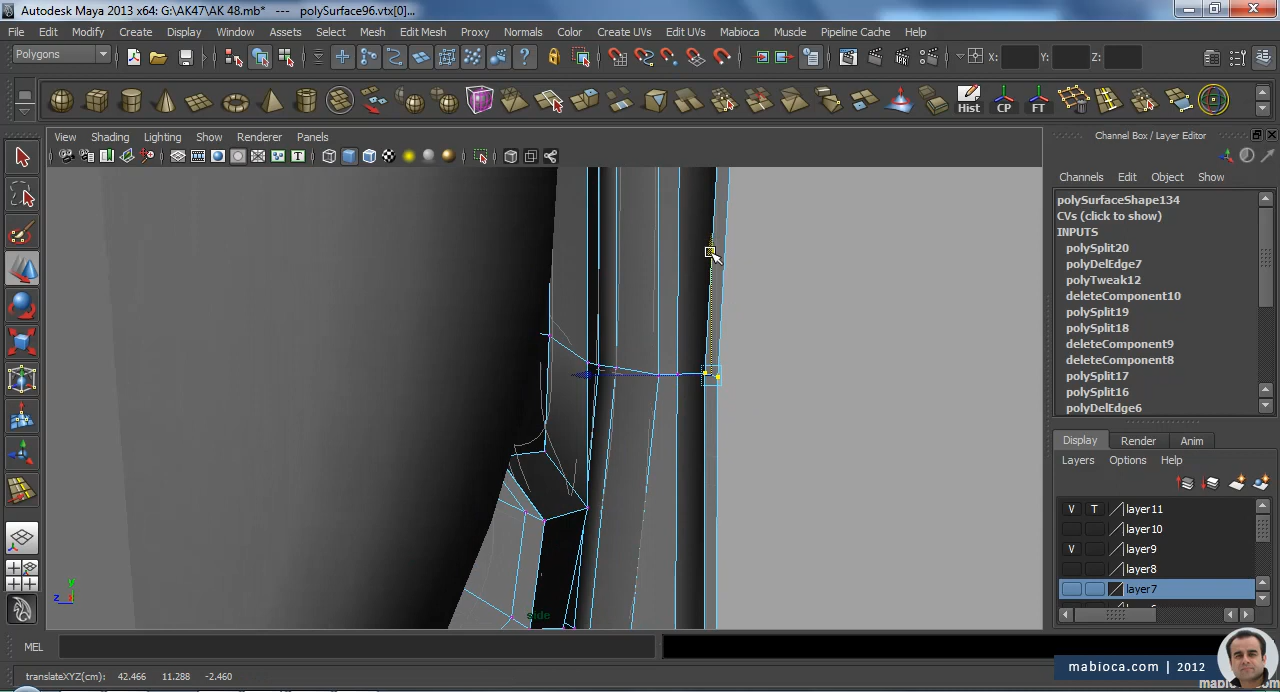 Autodesk Maya 2013 x64: G:\AK47\AK 48.mb* --- polySurface96.vtx[0]...
File Edit Modify Create Display Window Assets Select Mesh Edit Mesh Proxy Normals Color Create UVs Edit UVs Mabioca Muscle Pipeline Cache Help
Polygons X: Y: Z:
Hist CP FT
View Shading Lighting Show Renderer Panels
Channel Box / Layer Editor
Channels Edit Object Show
polySurfaceShape134
CVs (click to show)
INPUTS
polySplit20
polyDelEdge7
polyTweak12
deleteComponent10
polySplit19
polySplit18
deleteComponent9
deleteComponent8
polySplit17
polySplit16
polyDelEdge6
Display Render Anim
Layers Options Help
V T layer11
layer10
V layer9
layer8
layer7
y
z x
side
MEL
translateXYZ(cm): 42.466 11.288 -2.460
mabioca.com | 2012
mabioca.com